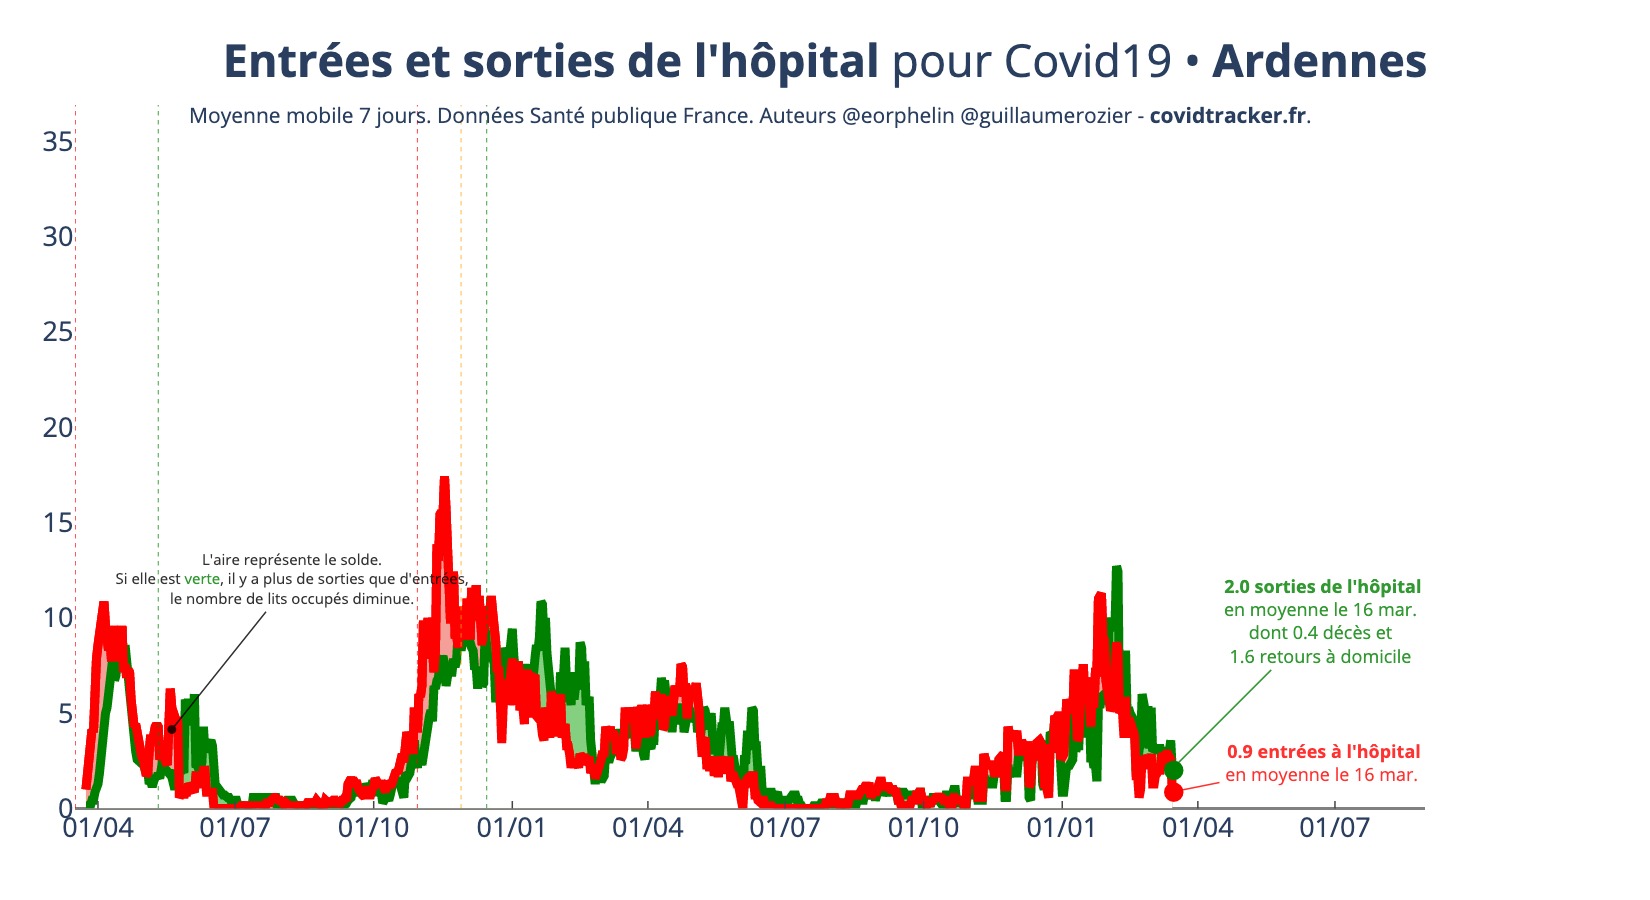 Entrées et sorties de l'hôpital pour Covid19 • Ardennes
Moyenne mobile 7 jours. Données Santé publique France. Auteurs @eorphelin @guillaumerozier - covidtracker.fr.
35
30
25
20
15
10
5
0
L'aire représente le solde.
Si elle est verte, il y a plus de sorties que d'entrées,
le nombre de lits occupés diminue.
2.0 sorties de l'hôpital
en moyenne le 16 mar.
dont 0.4 décès et
1.6 retours à domicile
0.9 entrées à l'hôpital
en moyenne le 16 mar.
01/04 01/07 01/10 01/01 01/04 01/07 01/10 01/01 01/04 01/07